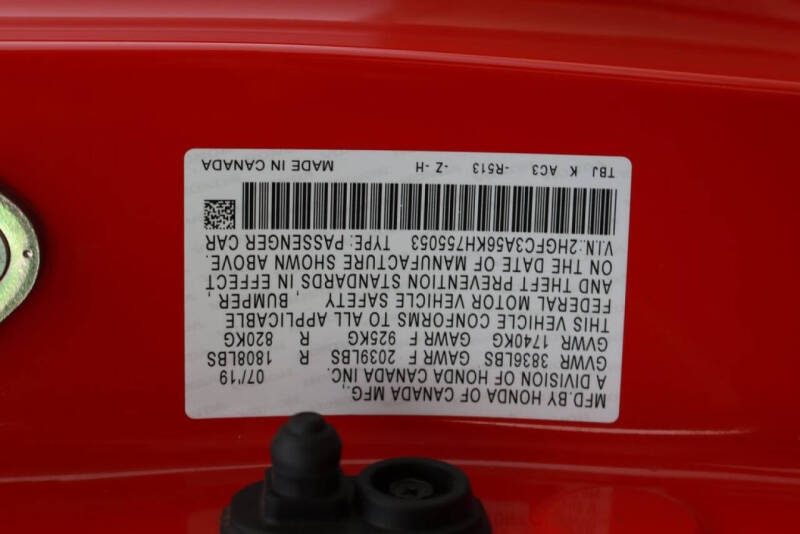 MFD.BY HONDA OF CANADA MFG.,
A DIVISION OF HONDA CANADA INC. 07/'19
GVWR 3836LBS GAWR F 2039LBS R 1808LBS
GVWR 1740KG GAWR F 925KG R 820KG
THIS VEHICLE CONFORMS TO ALL APPLICABLE
FEDERAL MOTOR VEHICLE SAFETY , BUMPER,
AND THEFT PREVENTION STANDARDS IN EFFECT
ON THE DATE OF MANUFACTURE SHOWN ABOVE.
V.I.N.:2HGFC3A56KH755053 TYPE: PASSENGER CAR
TBJ K AC3 -R513 -Z -H MADE IN CANADA